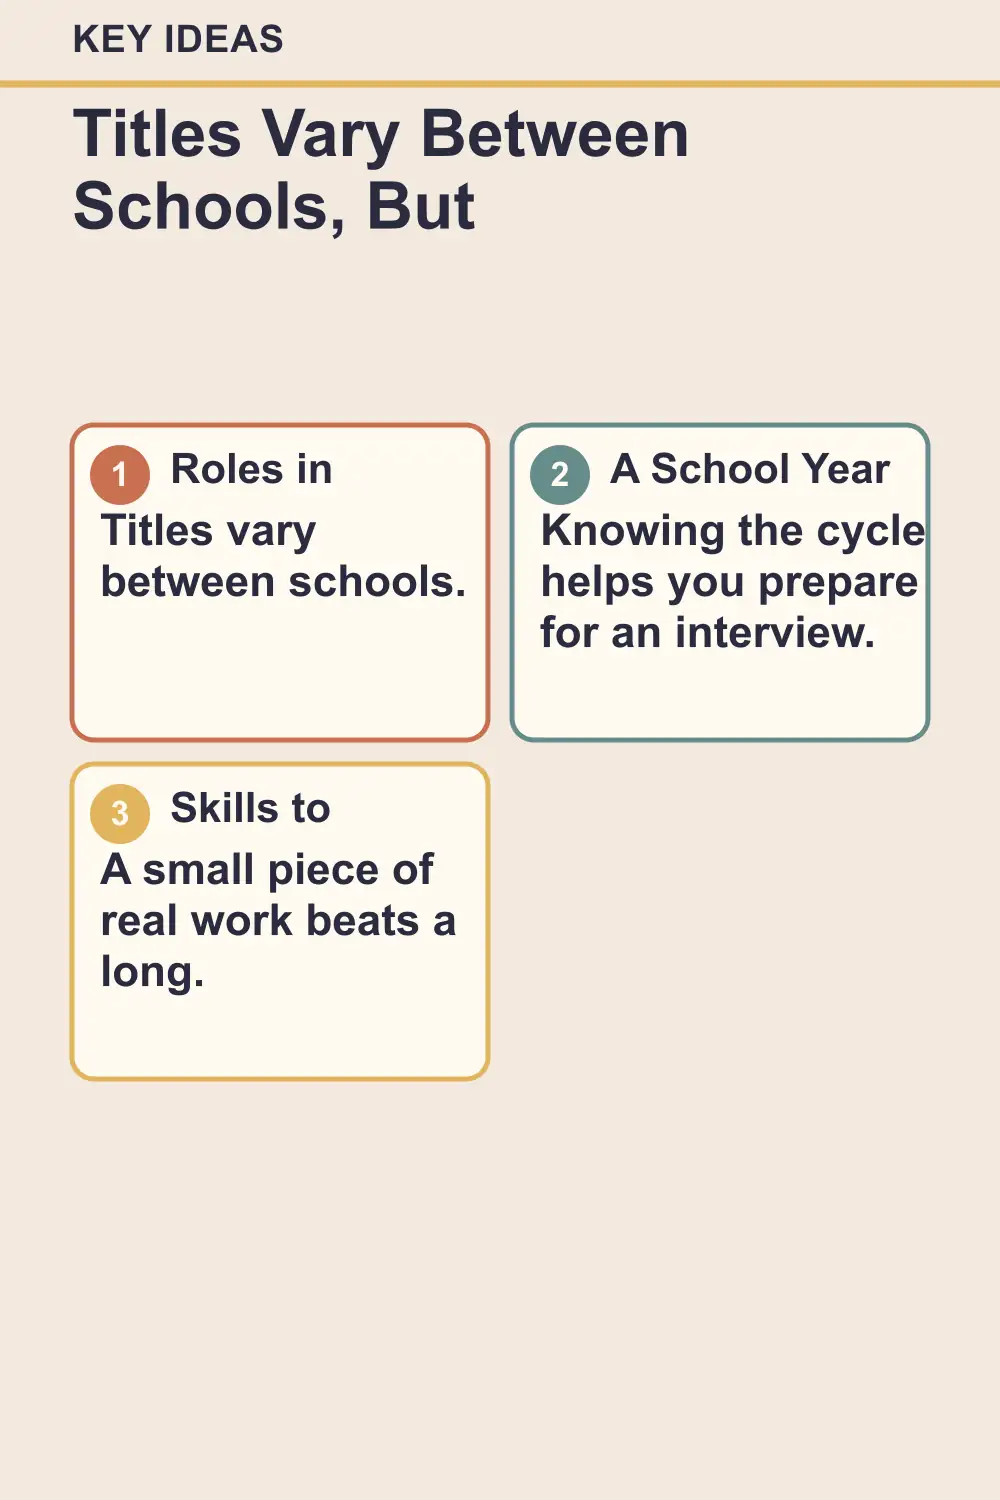 KEY IDEAS
Titles Vary Between
Schools, But
1
Roles in
Titles vary
between schools.
2
A School Year
Knowing the cycle
helps you prepare
for an interview.
3
Skills to
A small piece of
real work beats a
long.